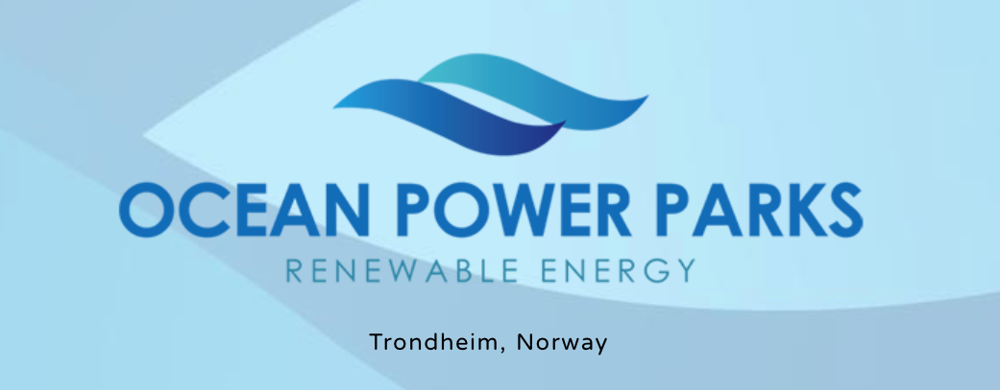 OCEAN POWER PARKS
RENEWABLE ENERGY
Trondheim, Norway